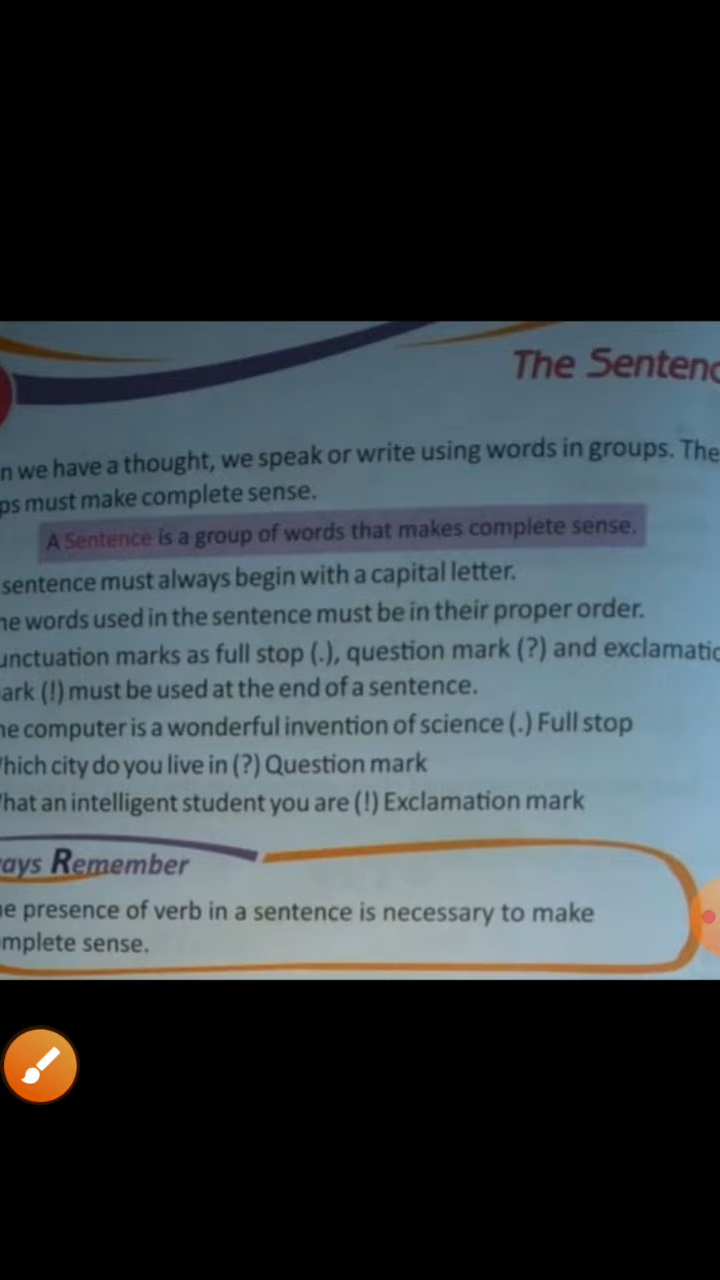 The Sentenc
n we have a thought, we speak or write using words in groups. The
ps must make complete sense.
A Sentence is a group of words that makes complete sense.
sentence must always begin with a capital letter.
he words used in the sentence must be in their proper order.
unctuation marks as full stop (.), question mark (?) and exclamatio
ark (!) must be used at the end of a sentence.
he computer is a wonderful invention of science (.) Full stop
hich city do you live in (?) Question mark
hat an intelligent student you are (!) Exclamation mark
ays Remember
e presence of verb in a sentence is necessary to make
mplete sense.